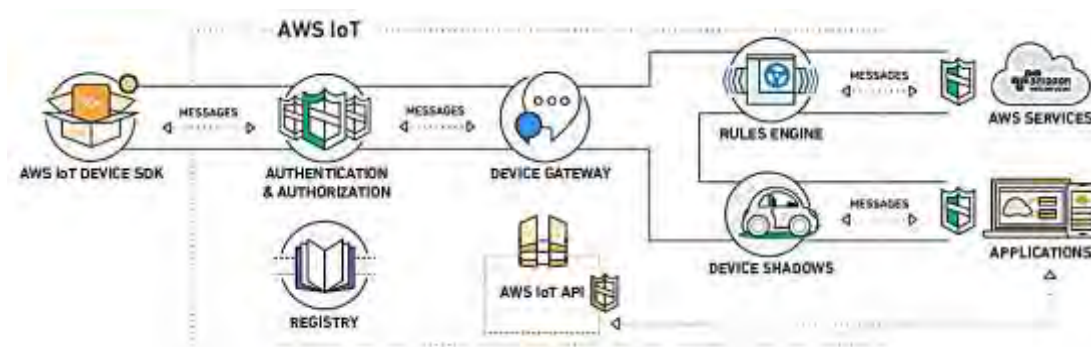 AWS IoT
MESSAGES
MESSAGES
MESSAGES
amazon
AWS IoT DEVICE SDK
AUTHENTICATION
& AUTHORIZATION
DEVICE GATEWAY
RULES ENGINE
AWS SERVICES
MESSAGES
REGISTRY
AWS IoT API
DEVICE SHADOWS
APPLICATIONS